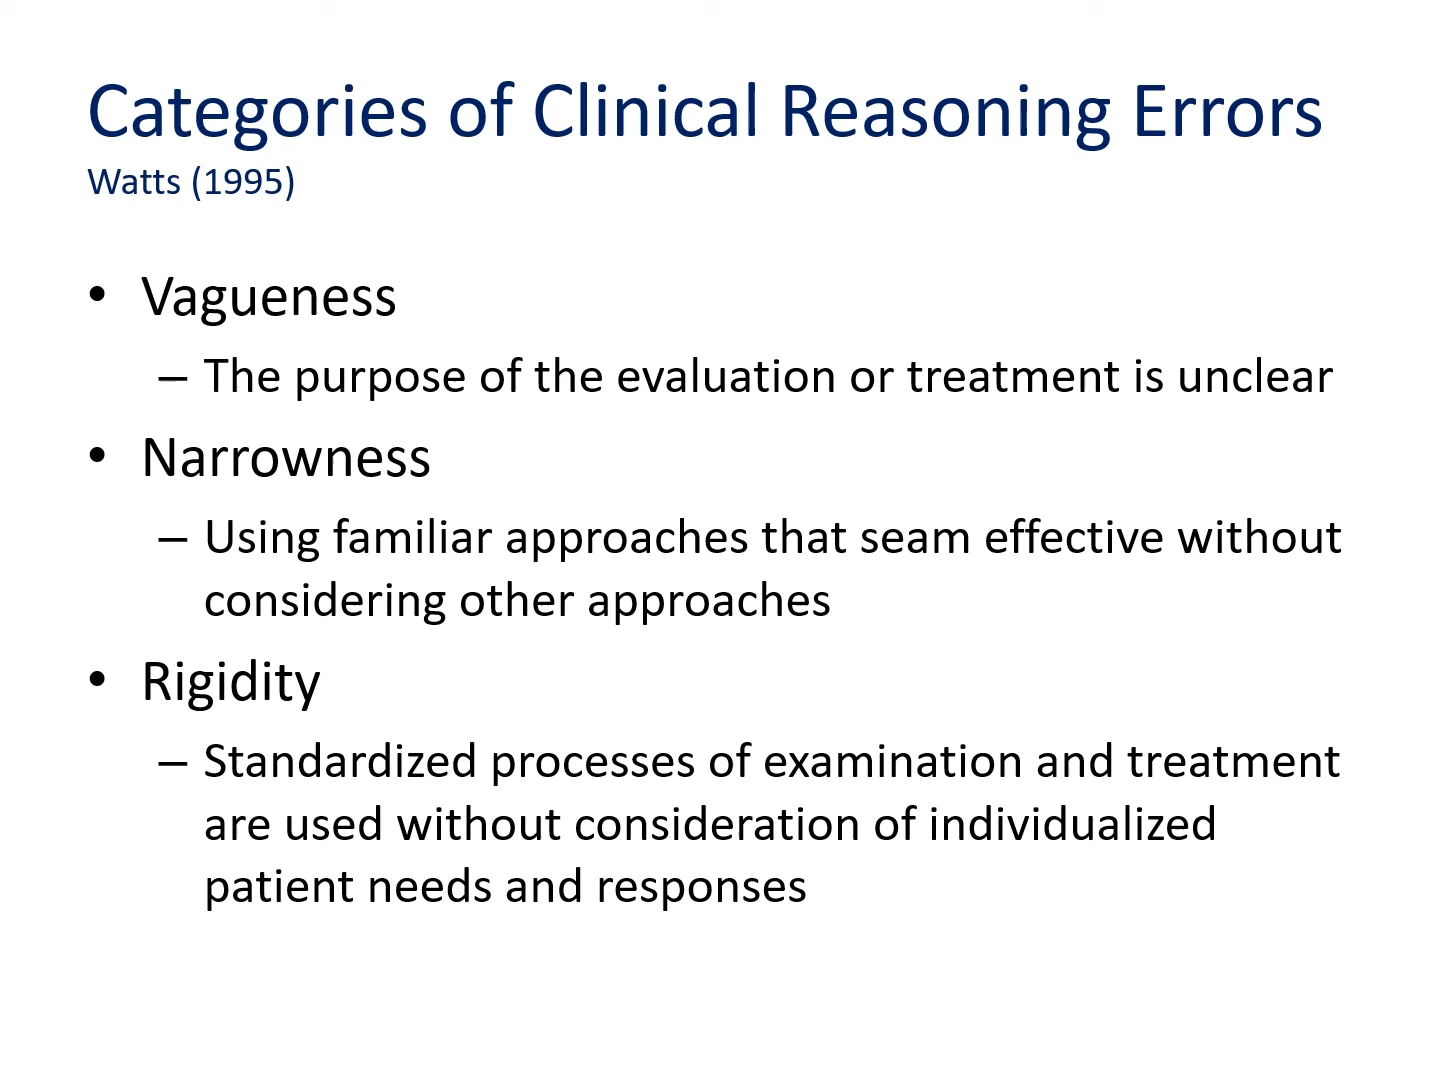 Categories of Clinical Reasoning Errors
Watts (1995)
• Vagueness
– The purpose of the evaluation or treatment is unclear
• Narrowness
– Using familiar approaches that seam effective without
considering other approaches
• Rigidity
– Standardized processes of examination and treatment
are used without consideration of individualized
patient needs and responses